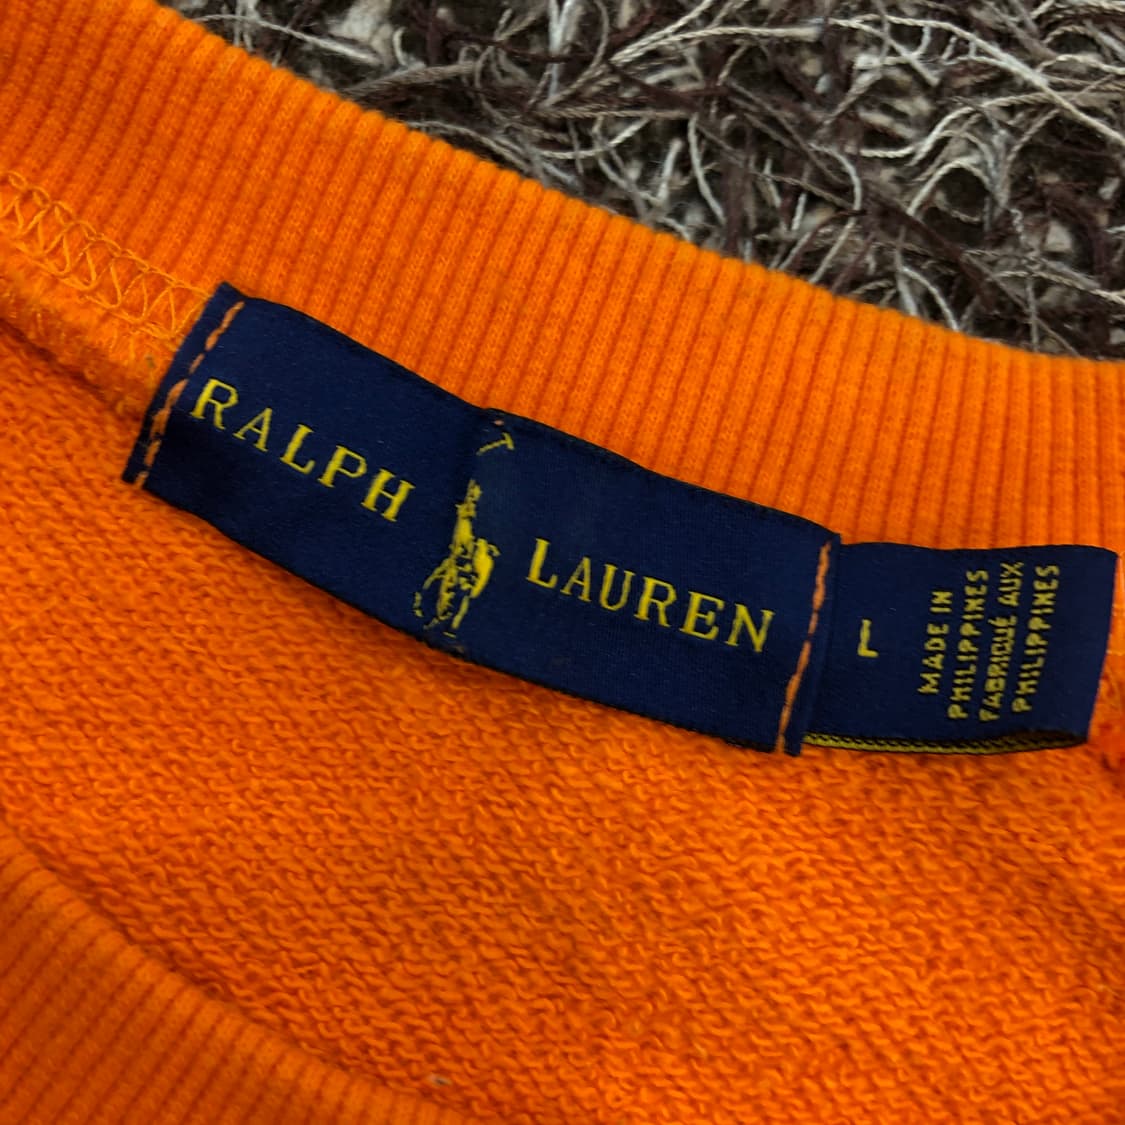 RALPH LAUREN
L
MADE IN
PHILIPPINES
FABRIQUÉ AUX
PHILIPPINES